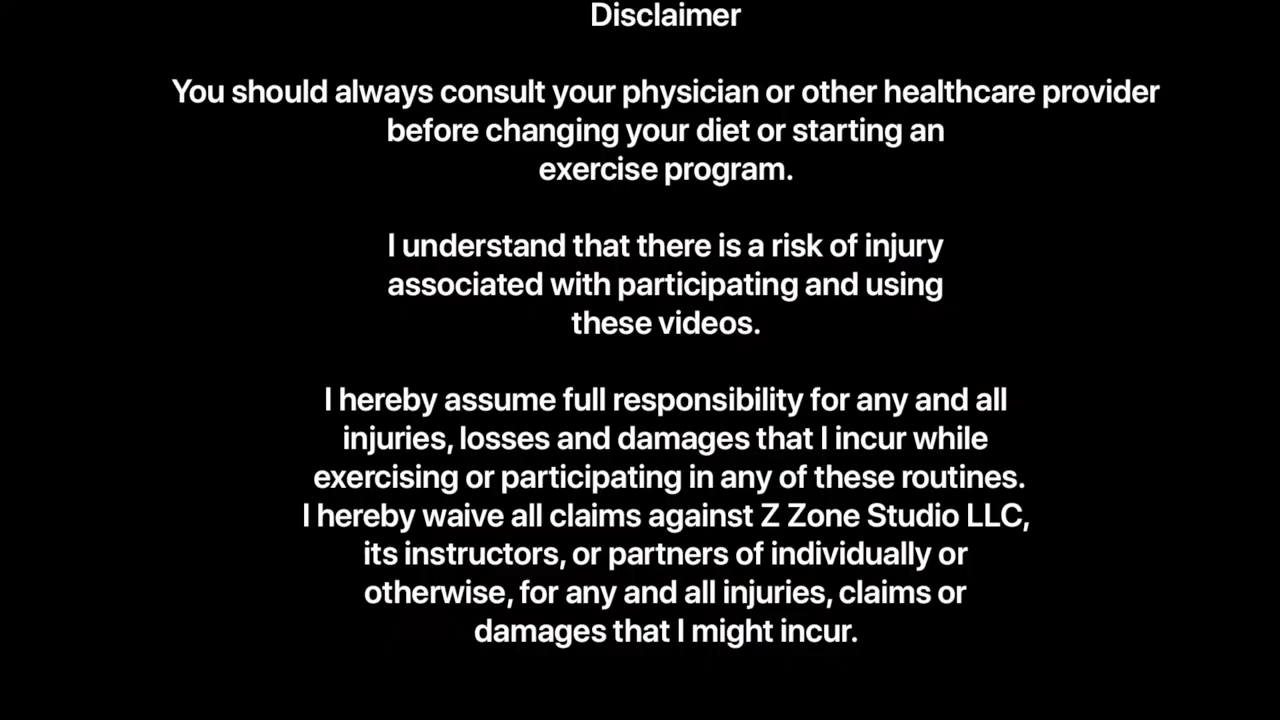 Disclaimer
You should always consult your physician or other healthcare provider
before changing your diet or starting an
exercise program.
I understand that there is a risk of injury
associated with participating and using
these videos.
I hereby assume full responsibility for any and all
injuries, losses and damages that I incur while
exercising or participating in any of these routines.
I hereby waive all claims against Z Zone Studio LLC,
its instructors, or partners of individually or
otherwise, for any and all injuries, claims or
damages that I might incur.